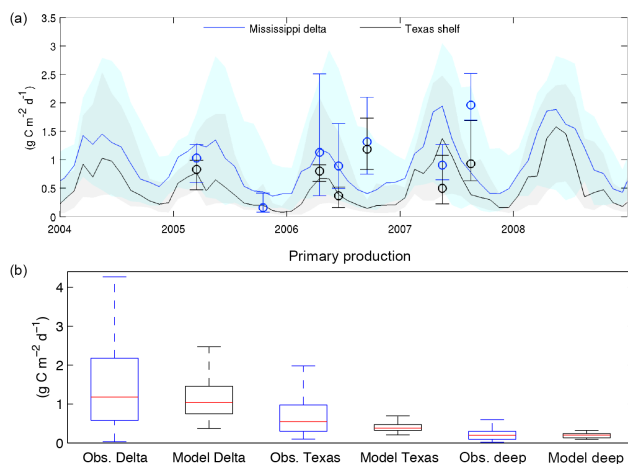 (a)
Mississippi delta
Texas shelf
3.5
3
2.5
2
1.5
1
0.5
0
(g C m−2 d−1)
2004
2005
2006
2007
2008
Primary production
(b)
4
3
2
1
0
(g C m−2 d−1)
Obs. Delta
Model Delta
Obs. Texas
Model Texas
Obs. deep
Model deep